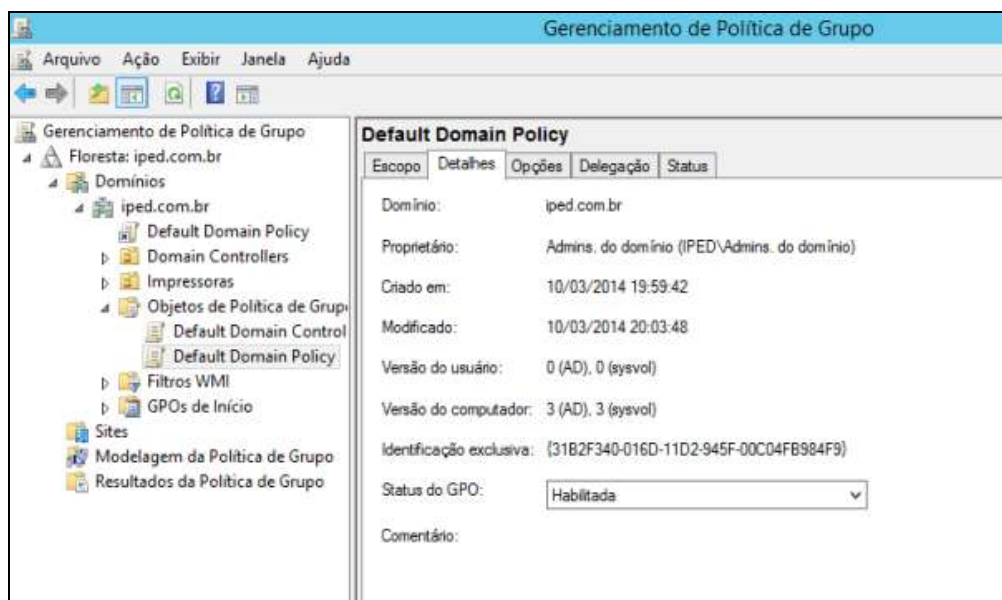 Gerenciamento de Política de Grupo
Arquivo Ação Exibir Janela Ajuda
Gerenciamento de Política de Grupo
Floresta: iped.com.br
Domínios
iped.com.br
Default Domain Policy
Domain Controllers
Impressoras
Objetos de Política de Grup
Default Domain Control
Default Domain Policy
Filtros WMI
GPOs de Início
Sites
Modelagem da Política de Grupo
Resultados da Política de Grupo
Default Domain Policy
Escopo Detalhes Opções Delegação Status
Domínio: iped.com.br
Proprietário: Admins. do domínio (IPED\Admins. do domínio)
Criado em: 10/03/2014 19:59:42
Modificado: 10/03/2014 20:03:48
Versão do usuário: 0 (AD), 0 (sysvol)
Versão do computador: 3 (AD), 3 (sysvol)
Identificação exclusiva: {31B2F340-016D-11D2-945F-00C04FB984F9}
Status do GPO: Habilitada
Comentário: